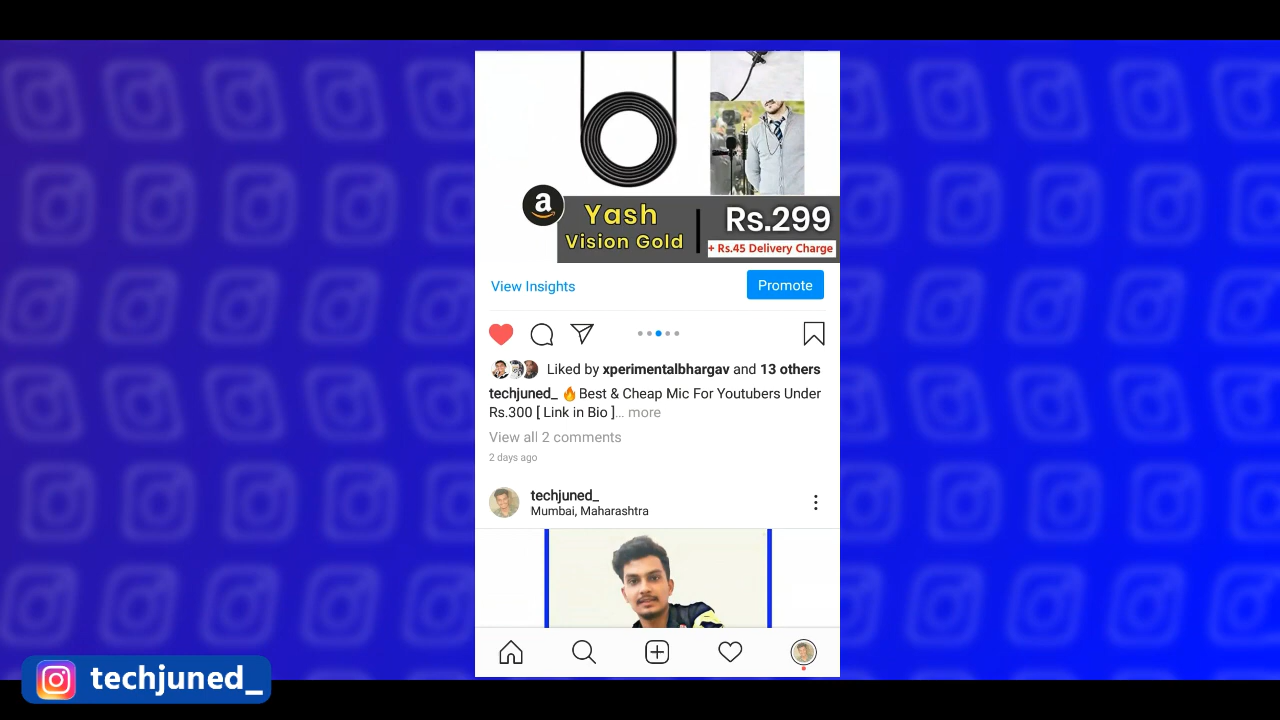 a
Yash
Vision Gold
Rs.299
+ Rs.45 Delivery Charge
View Insights
Promote
Liked by xperimentalbhargav and 13 others
techjuned_ 🔥Best & Cheap Mic For Youtubers Under
Rs.300 [ Link in Bio ]... more
View all 2 comments
2 days ago
techjuned_
Mumbai, Maharashtra
techjuned_